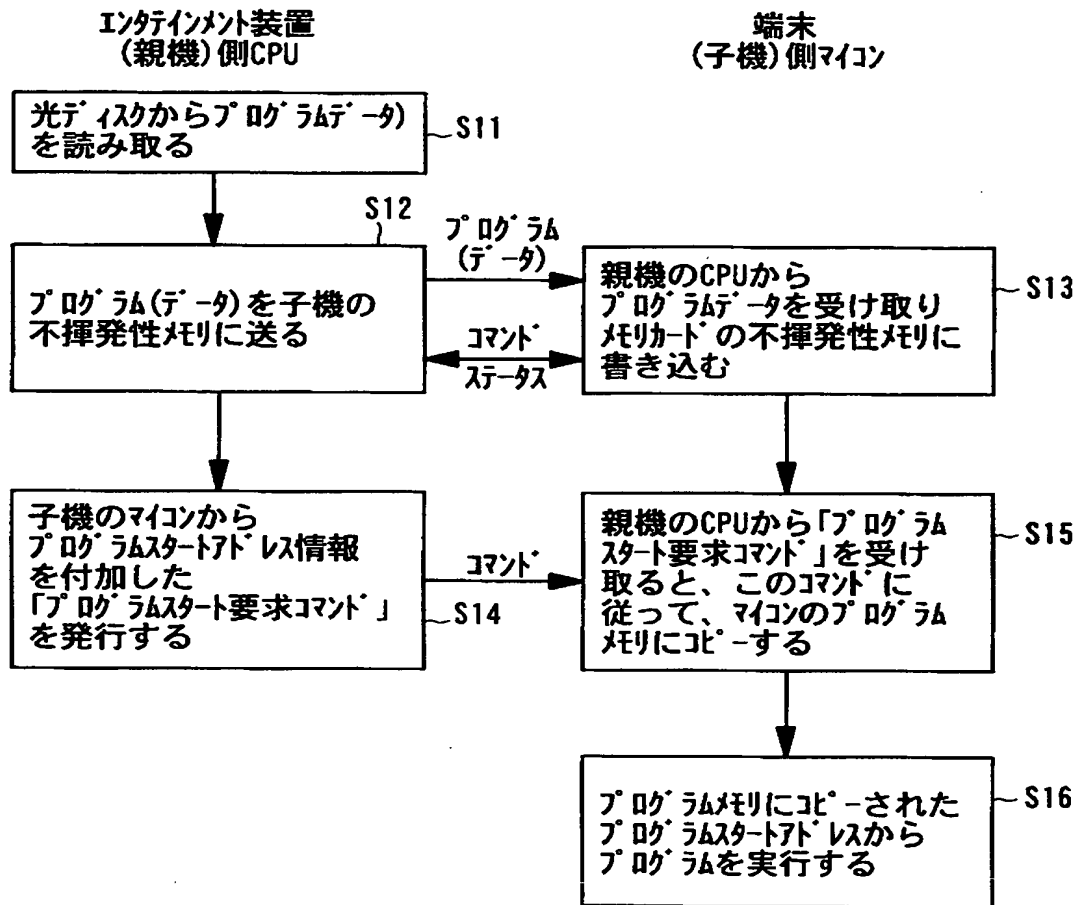 エンタテインメント装置
(親機)側CPU
端末
(子機)側マイコン
光ディスクからプログラムデータ)
を読み取る
S11
S12
プログラム(データ)を子機の
不揮発性メモリに送る
プログラム
(データ)
コマンド
ステータス
親機のCPUから
プログラムデータを受け取り
メモリカードの不揮発性メモリに
書き込む
S13
子機のマイコンから
プログラムスタートアドレス情報
を付加した
「プログラムスタート要求コマンド」
を発行する
S14
コマンド
親機のCPUから「プログラム
スタート要求コマンド」を受け
取ると、このコマンドに
従って、マイコンのプログラム
メモリにコピーする
S15
プログラムメモリにコピーされた
プログラムスタートアドレスから
プログラムを実行する
S16